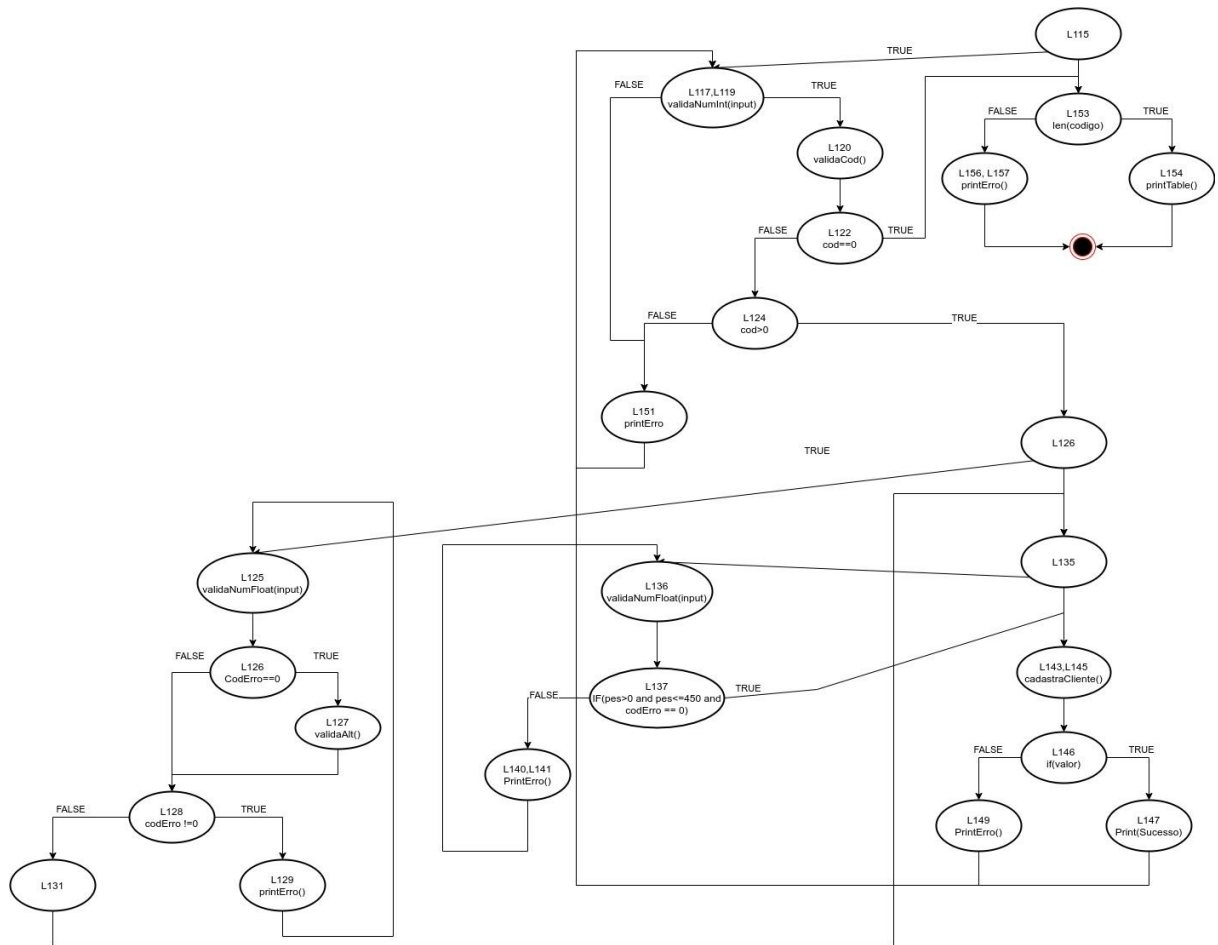 L115
TRUE
FALSE
L117,L119
validaNumInt(input)
TRUE
FALSE
L153
len(codigo)
TRUE
L120
validaCod()
L156, L157
printErro()
L154
printTable()
FALSE
L122
cod==0
TRUE
FALSE
L124
cod>0
TRUE
L151
printErro
TRUE
L126
L125
validaNumFloat(input)
L136
validaNumFloat(input)
L135
FALSE
L126
CodErro==0
TRUE
FALSE
L137
IF(pes>0 and pes<=450 and
codErro == 0)
TRUE
L143,L145
cadastraCliente()
L127
validaAlt()
L140,L141
PrintErro()
FALSE
L146
if(valor)
TRUE
FALSE
L128
codErro !=0
TRUE
L149
PrintErro()
L147
Print(Sucesso)
L131
L129
printErro()